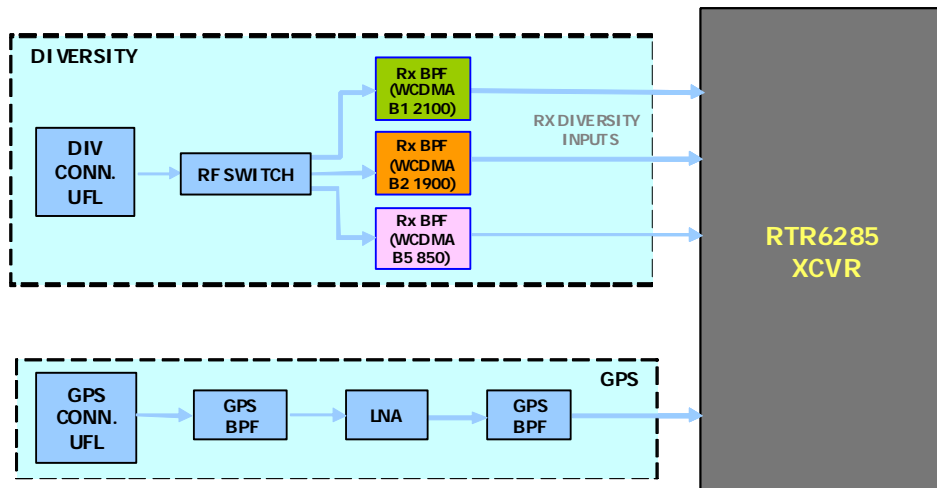 DIVERSITY
DIV
CONN.
UFL
RF SWITCH
Rx BPF
(WCDMA
B1 2100)
Rx BPF
(WCDMA
B2 1900)
Rx BPF
(WCDMA
B5 850)
RX DIVERSITY
INPUTS
RTR6285
XCVR
GPS
GPS
CONN.
UFL
GPS
BPF
LNA
GPS
BPF